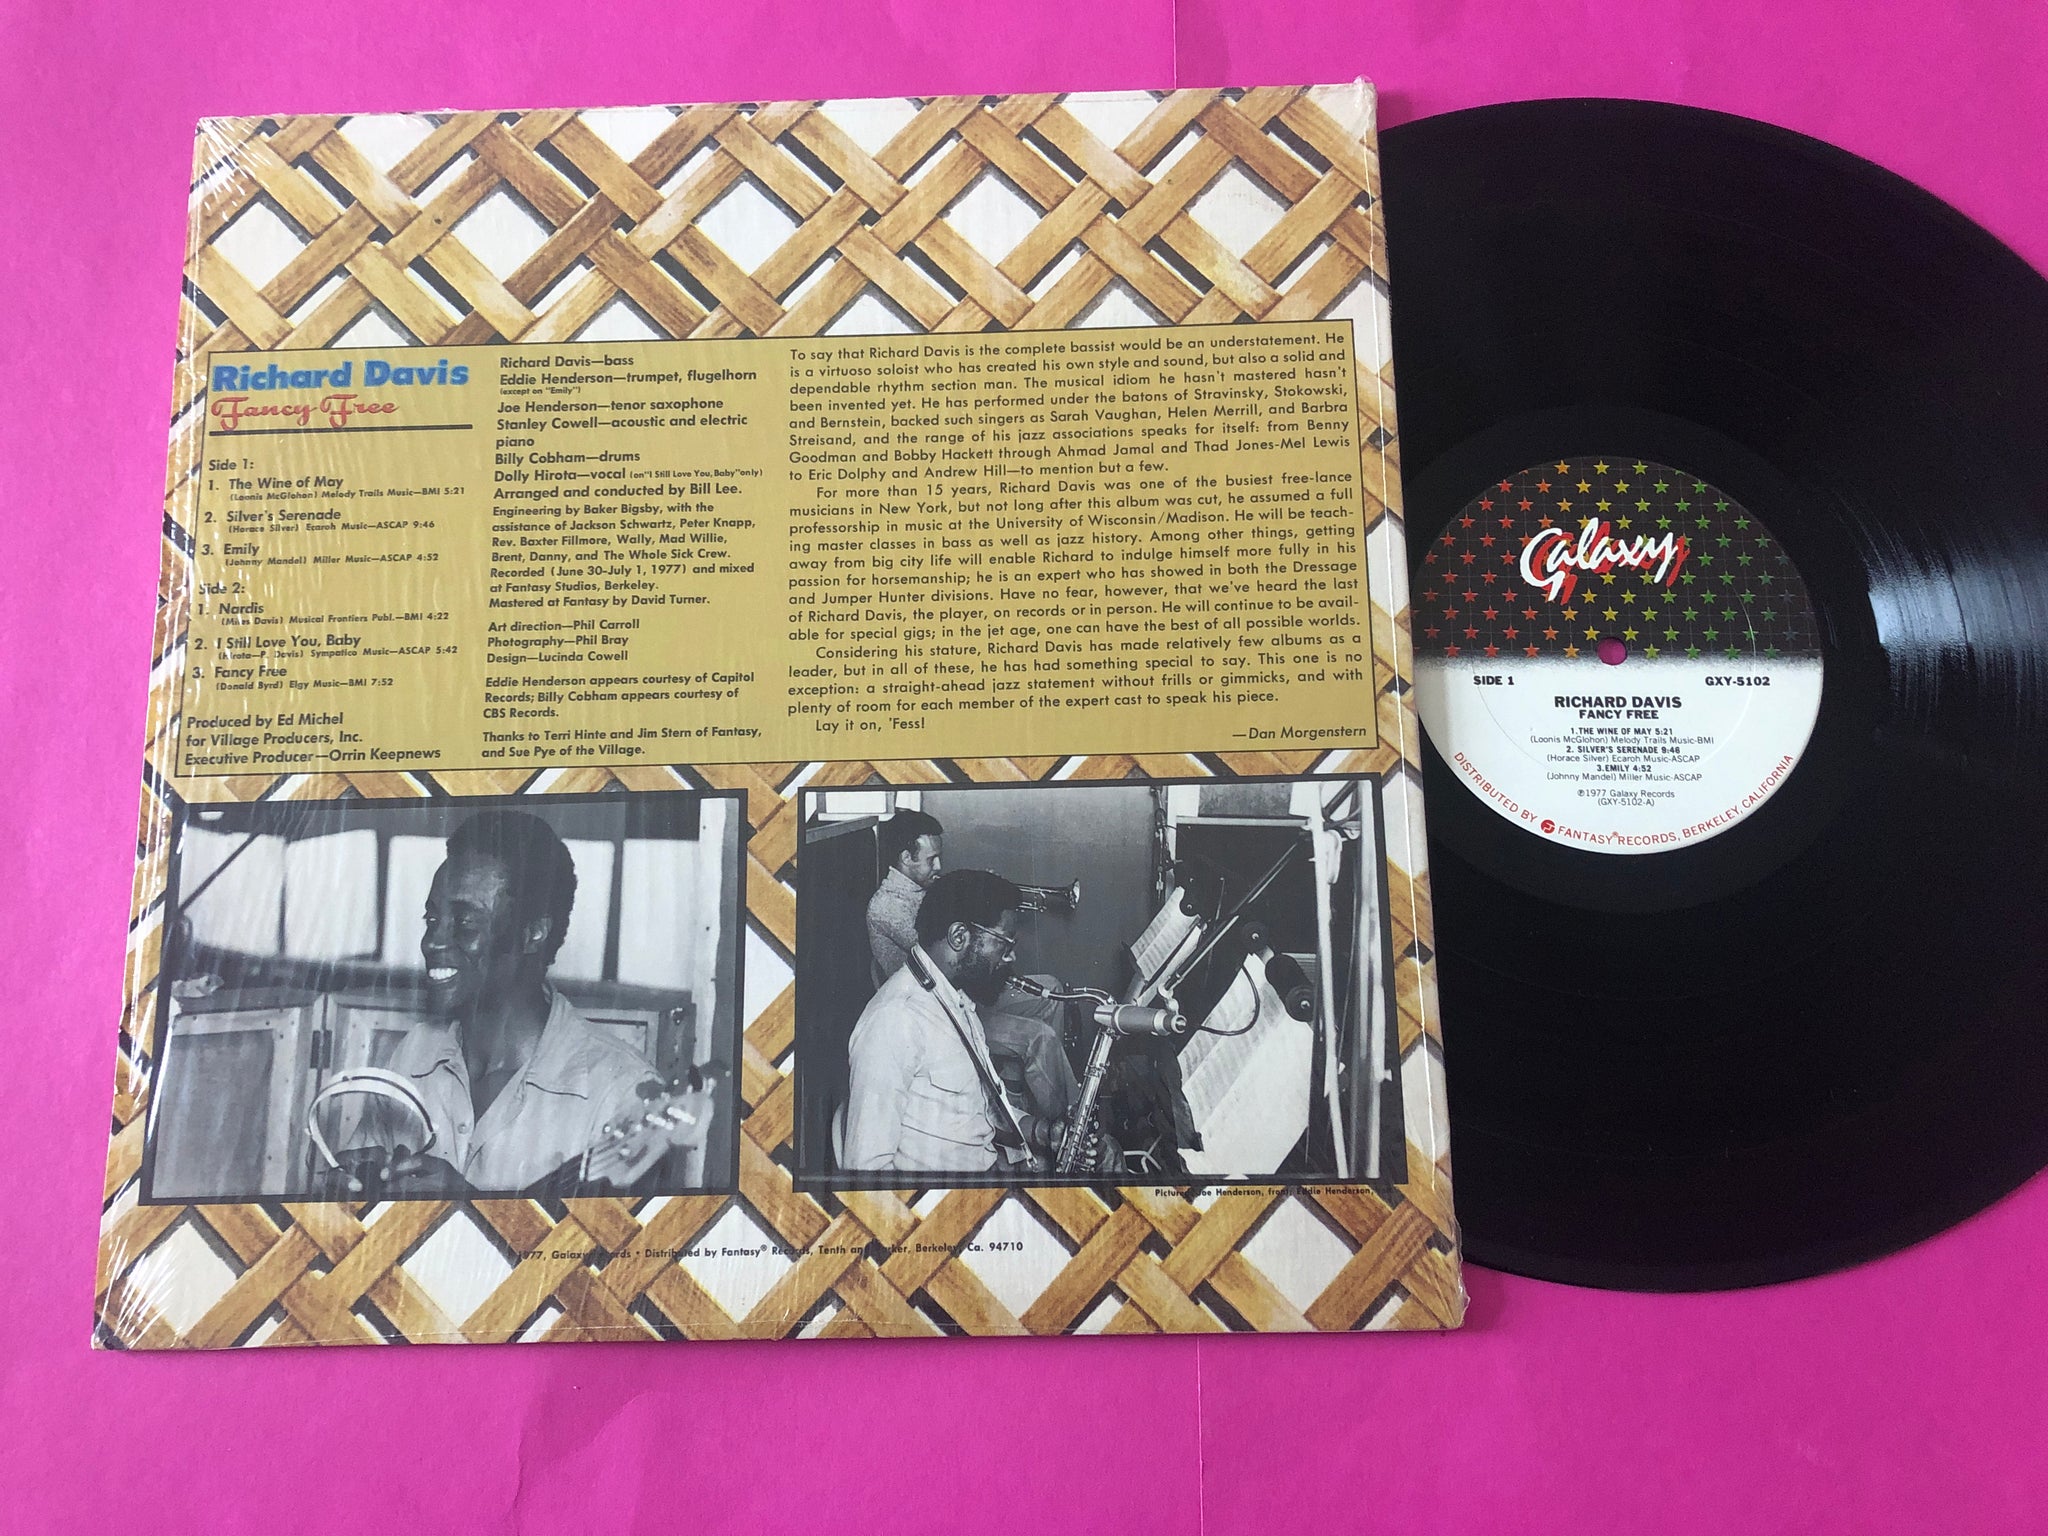 Richard Davis
Fancy Free
Side 1:
1. The Wine of May
(Loonis McGlohon) Melody Trails Music—BMI 5:21
2. Silver's Serenade
(Horace Silver) Ecaroh Music—ASCAP 9:46
3. Emily
(Johnny Mandel) Miller Music—ASCAP 4:52
Side 2:
1. Nardis
(Miles Davis) Musical Frontiers Publ.—BMI 4:22
2. I Still Love You, Baby
(Hirota—P. Davis) Sympatico Music—ASCAP 5:42
3. Fancy Free
(Donald Byrd) Elgy Music—BMI 7:52
Produced by Ed Michel
for Village Producers, Inc.
Executive Producer—Orrin Keepnews
Richard Davis—bass
Eddie Henderson—trumpet, flugelhorn
(except on "Emily")
Joe Henderson—tenor saxophone
Stanley Cowell—acoustic and electric
piano
Billy Cobham—drums
Dolly Hirota—vocal (on "I Still Love You, Baby" only)
Arranged and conducted by Bill Lee.
Engineering by Baker Bigsby, with the
assistance of Jackson Schwartz, Peter Knapp,
Rev. Baxter Fillmore, Wally, Mad Willie,
Brent, Danny, and The Whole Sick Crew.
Recorded (June 30-July 1, 1977) and mixed
at Fantasy Studios, Berkeley.
Mastered at Fantasy by David Turner.
Art direction—Phil Carroll
Photography—Phil Bray
Design—Lucinda Cowell
Eddie Henderson appears courtesy of Capitol
Records; Billy Cobham appears courtesy of
CBS Records.
Thanks to Terri Hinte and Jim Stern of Fantasy,
and Sue Pye of the Village.
To say that Richard Davis is the complete bassist would be an understatement. He
is a virtuoso soloist who has created his own style and sound, but also a solid and
dependable rhythm section man. The musical idiom he hasn't mastered hasn't
been invented yet. He has performed under the batons of Stravinsky, Stokowski,
and Bernstein, backed such singers as Sarah Vaughan, Helen Merrill, and Barbra
Streisand, and the range of his jazz associations speaks for itself: from Benny
Goodman and Bobby Hackett through Ahmad Jamal and Thad Jones-Mel Lewis
to Eric Dolphy and Andrew Hill—to mention but a few.
For more than 15 years, Richard Davis was one of the busiest free-lance
musicians in New York, but not long after this album was cut, he assumed a full
professorship in music at the University of Wisconsin/Madison. He will be teach-
ing master classes in bass as well as jazz history. Among other things, getting
away from big city life will enable Richard to indulge himself more fully in his
passion for horsemanship; he is an expert who has showed in both the Dressage
and Jumper Hunter divisions. Have no fear, however, that we've heard the last
of Richard Davis, the player, on records or in person. He will continue to be avail-
able for special gigs; in the jet age, one can have the best of all possible worlds.
Considering his stature, Richard Davis has made relatively few albums as a
leader, but in all of these, he has had something special to say. This one is no
exception: a straight-ahead jazz statement without frills or gimmicks, and with
plenty of room for each member of the expert cast to speak his piece.
Lay it on, 'Fess!
—Dan Morgenstern
Joe Henderson, front; Eddie Henderson,
1977, Galaxy Records • Distributed by Fantasy® Records, Tenth and Parker, Berkeley, Ca. 94710
Galaxy
SIDE 1
GXY-5102
RICHARD DAVIS
FANCY FREE
1.THE WINE OF MAY 5:21
(Loonis McGlohon) Melody Trails Music-BMI
2. SILVER'S SERENADE 9:46
(Horace Silver) Ecaroh Music-ASCAP
3.EMILY 4:52
(Johnny Mandel) Miller Music-ASCAP
℗1977 Galaxy Records
(GXY-5102-A)
DISTRIBUTED BY FANTASY® RECORDS, BERKELEY, CALIFORNIA